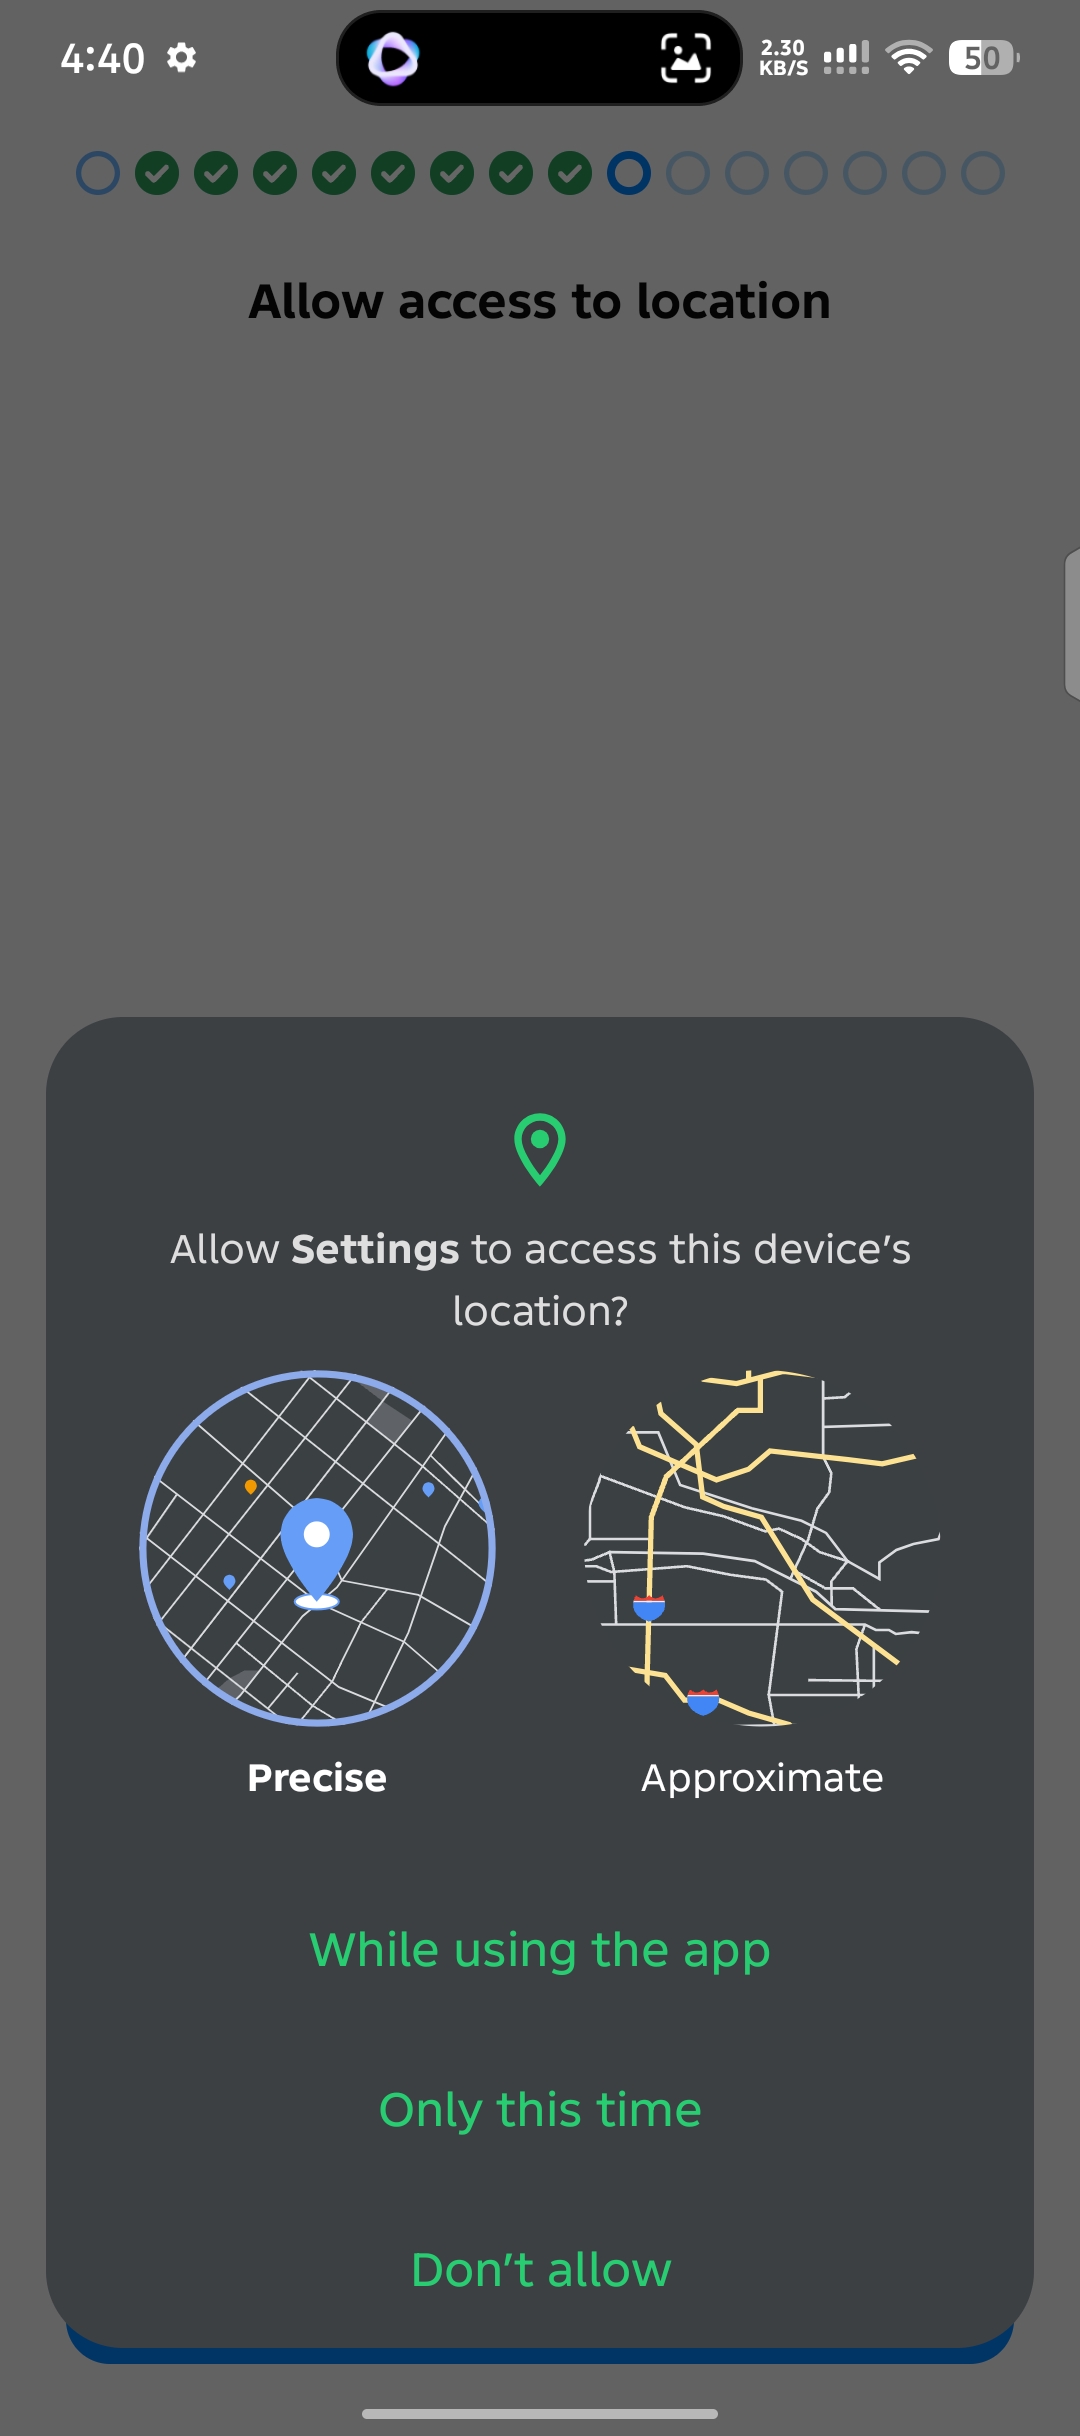 4:40
2.30
KB/S
50
Allow access to location
Allow Settings to access this device’s
location?
Precise
Approximate
While using the app
Only this time
Don’t allow